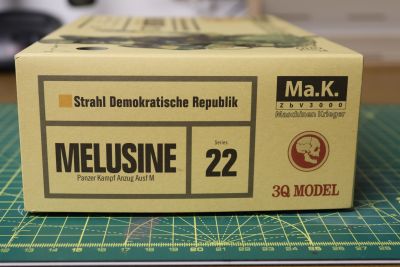 Strahl Demokratische Republik
MELUSINE
Panzer Kampf Anzug Ausf M
Series
22
Ma.K.
ZbV3000
Maschinen Krieger
3Q MODEL